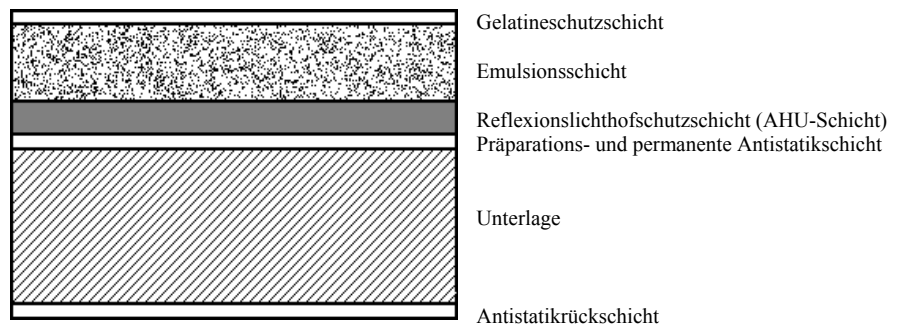 Gelatineschutzschicht
Emulsionsschicht
Reflexionslichthofschutzschicht (AHU-Schicht)
Präparations- und permanente Antistatikschicht
Unterlage
Antistatikrückschicht